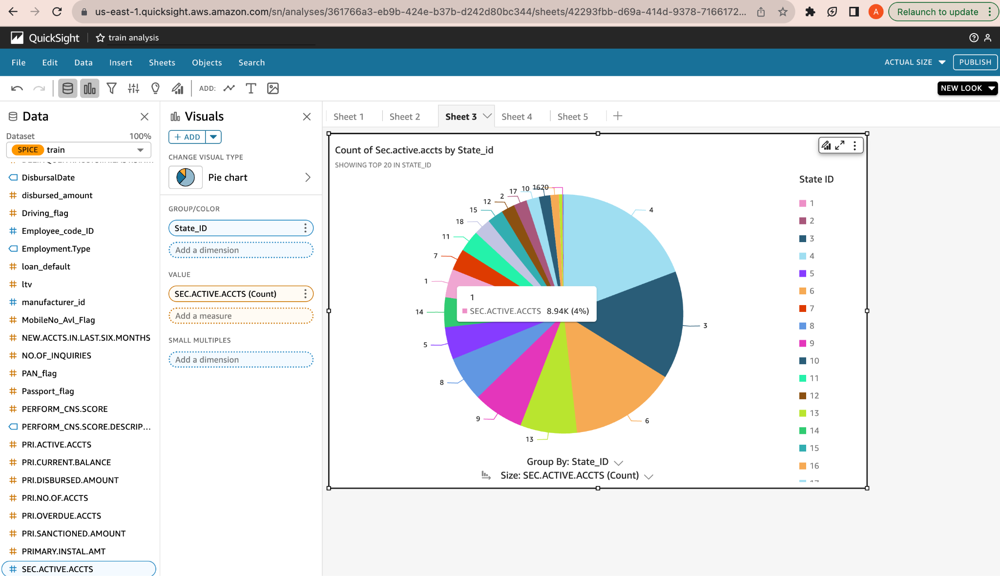 us-east-1.quicksight.aws.amazon.com/sn/analyses/361766a3-eb9b-424e-b37b-d242d80bc344/sheets/42293fbb-d69a-414d-9378-7166172...
A
Relaunch to update
QuickSight
train analysis
File Edit Data Insert Sheets Objects Search
ACTUAL SIZE
PUBLISH
ADD:
NEW LOOK
Data
Dataset 100%
SPICE train
DisbursalDate
disbursed_amount
Driving_flag
Employee_code_ID
Employment.Type
loan_default
ltv
manufacturer_id
MobileNo_Avl_Flag
NEW.ACCTS.IN.LAST.SIX.MONTHS
NO.OF_INQUIRIES
PAN_flag
Passport_flag
PERFORM_CNS.SCORE
PERFORM_CNS.SCORE.DESCRIP...
PRI.ACTIVE.ACCTS
PRI.CURRENT.BALANCE
PRI.DISBURSED.AMOUNT
PRI.NO.OF.ACCTS
PRI.OVERDUE.ACCTS
PRI.SANCTIONED.AMOUNT
PRIMARY.INSTAL.AMT
SEC.ACTIVE.ACCTS
Visuals
+ ADD
CHANGE VISUAL TYPE
Pie chart
GROUP/COLOR
State_ID
Add a dimension
VALUE
SEC.ACTIVE.ACCTS (Count)
Add a measure
SMALL MULTIPLES
Add a dimension
Sheet 1
Sheet 2
Sheet 3
Sheet 4
Sheet 5
Count of Sec.active.accts by State_id
SHOWING TOP 20 IN STATE_ID
4
3
6
13
9
8
5
14
1
7
11
18
15
12
2
17
10
16
20
1
SEC.ACTIVE.ACCTS 8.94K (4%)
Group By: State_ID
Size: SEC.ACTIVE.ACCTS (Count)
State ID
1
2
3
4
5
6
7
8
9
10
11
12
13
14
15
16